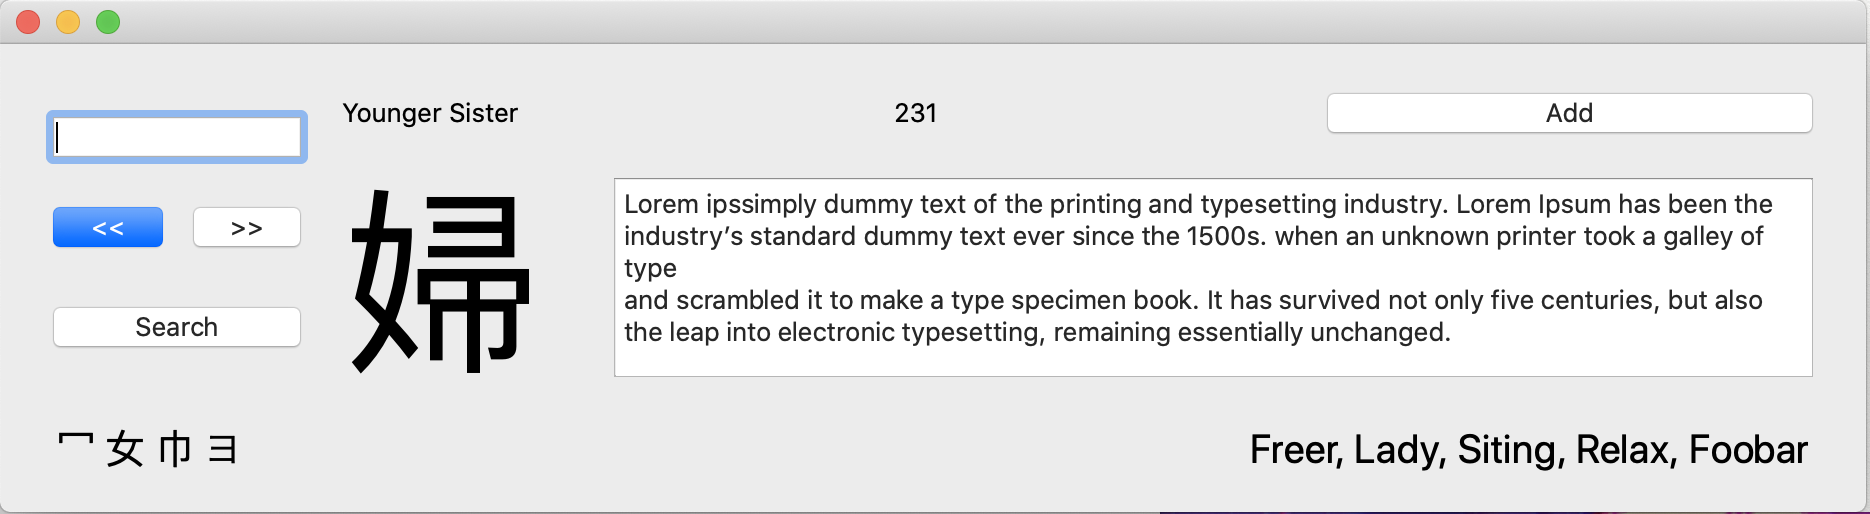 Younger Sister
231
Add
<<
>>
Search
婦
Lorem ipssimply dummy text of the printing and typesetting industry. Lorem Ipsum has been the
industry’s standard dummy text ever since the 1500s. when an unknown printer took a galley of
type
and scrambled it to make a type specimen book. It has survived not only five centuries, but also
the leap into electronic typesetting, remaining essentially unchanged.
冖 女 巾 ヨ
Freer, Lady, Siting, Relax, Foobar